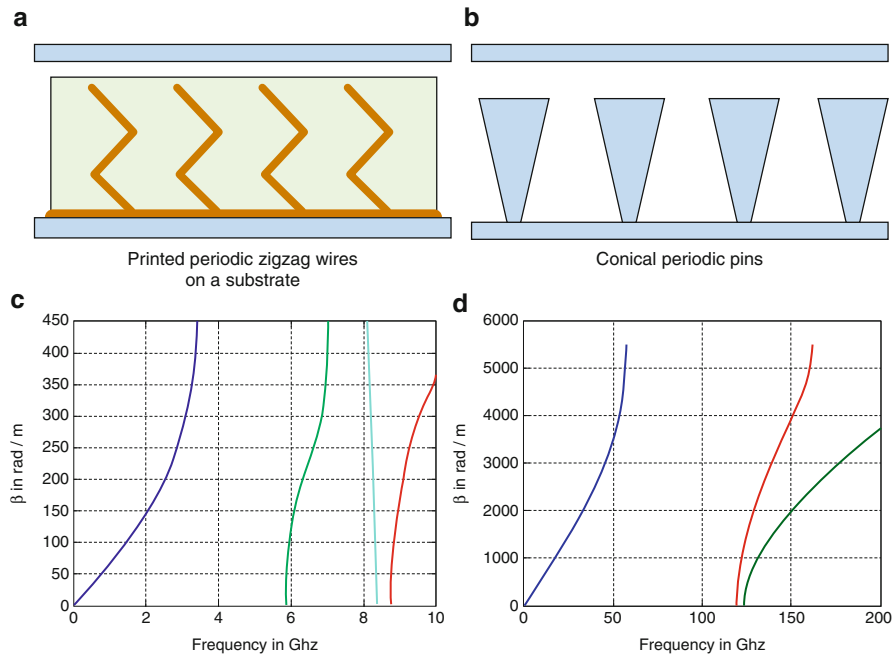 a
b
Printed periodic zigzag wires
on a substrate
Conical periodic pins
c
d
450
400
350
300
250
200
150
100
50
0
β in rad / m
0 2 4 6 8 10
Frequency in Ghz
6000
5000
4000
3000
2000
1000
0
β in rad / m
0 50 100 150 200
Frequency in Ghz